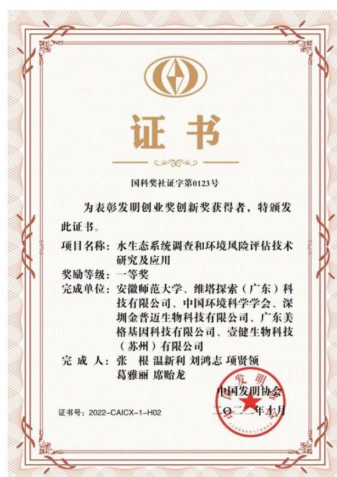 证书
国科奖社证字第0123号
为表彰发明创业奖创新奖获得者，特颁发
此证书。
项目名称：水生态系统调查和环境风险评估技术
研究及应用
奖励等级：一等奖
完成单位：安徽师范大学、维塔探索（广东）科
技有限公司、中国环境科学学会、深
圳金普迈生物科技有限公司、广东美
格基因科技有限公司、壹健生物科技
（苏州）有限公司
完成人：张根 温新利 刘鸿志 项贤领
葛雅丽 席贻龙
中国发明协会
二〇二二年十月
证书号：2022-CAICX-1-H02